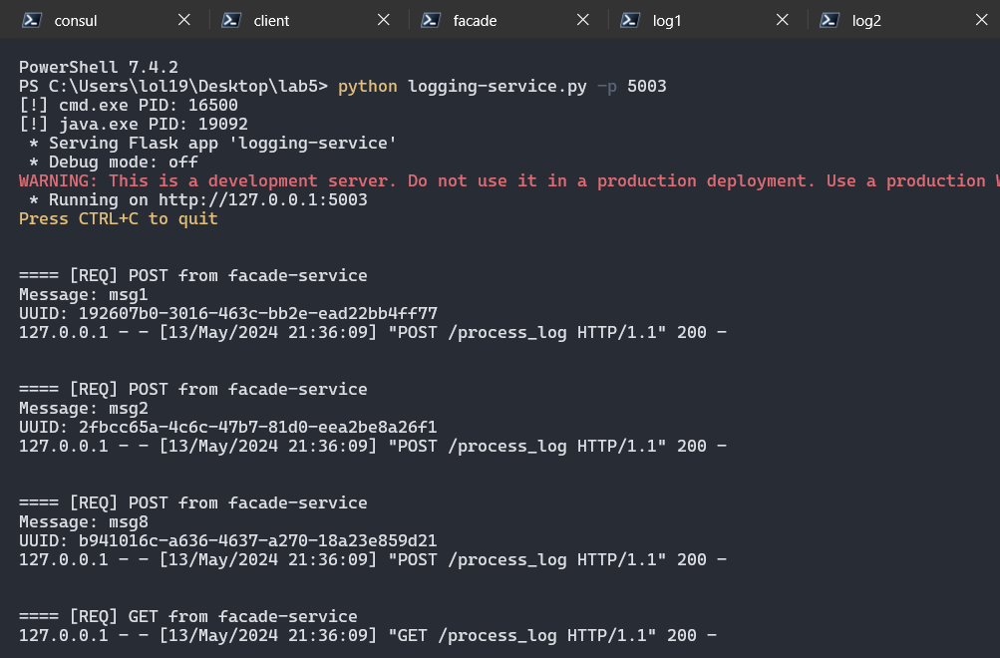 consul client facade log1 log2
PowerShell 7.4.2
PS C:\Users\lol19\Desktop\lab5> python logging-service.py -p 5003
[!] cmd.exe PID: 16500
[!] java.exe PID: 19092
* Serving Flask app 'logging-service'
* Debug mode: off
WARNING: This is a development server. Do not use it in a production deployment. Use a production
* Running on http://127.0.0.1:5003
Press CTRL+C to quit
==== [REQ] POST from facade-service
Message: msg1
UUID: 192607b0-3016-463c-bb2e-ead22bb4ff77
127.0.0.1 - - [13/May/2024 21:36:09] "POST /process_log HTTP/1.1" 200 -
==== [REQ] POST from facade-service
Message: msg2
UUID: 2fbcc65a-4c6c-47b7-81d0-eea2be8a26f1
127.0.0.1 - - [13/May/2024 21:36:09] "POST /process_log HTTP/1.1" 200 -
==== [REQ] POST from facade-service
Message: msg8
UUID: b941016c-a636-4637-a270-18a23e859d21
127.0.0.1 - - [13/May/2024 21:36:09] "POST /process_log HTTP/1.1" 200 -
==== [REQ] GET from facade-service
127.0.0.1 - - [13/May/2024 21:36:09] "GET /process_log HTTP/1.1" 200 -